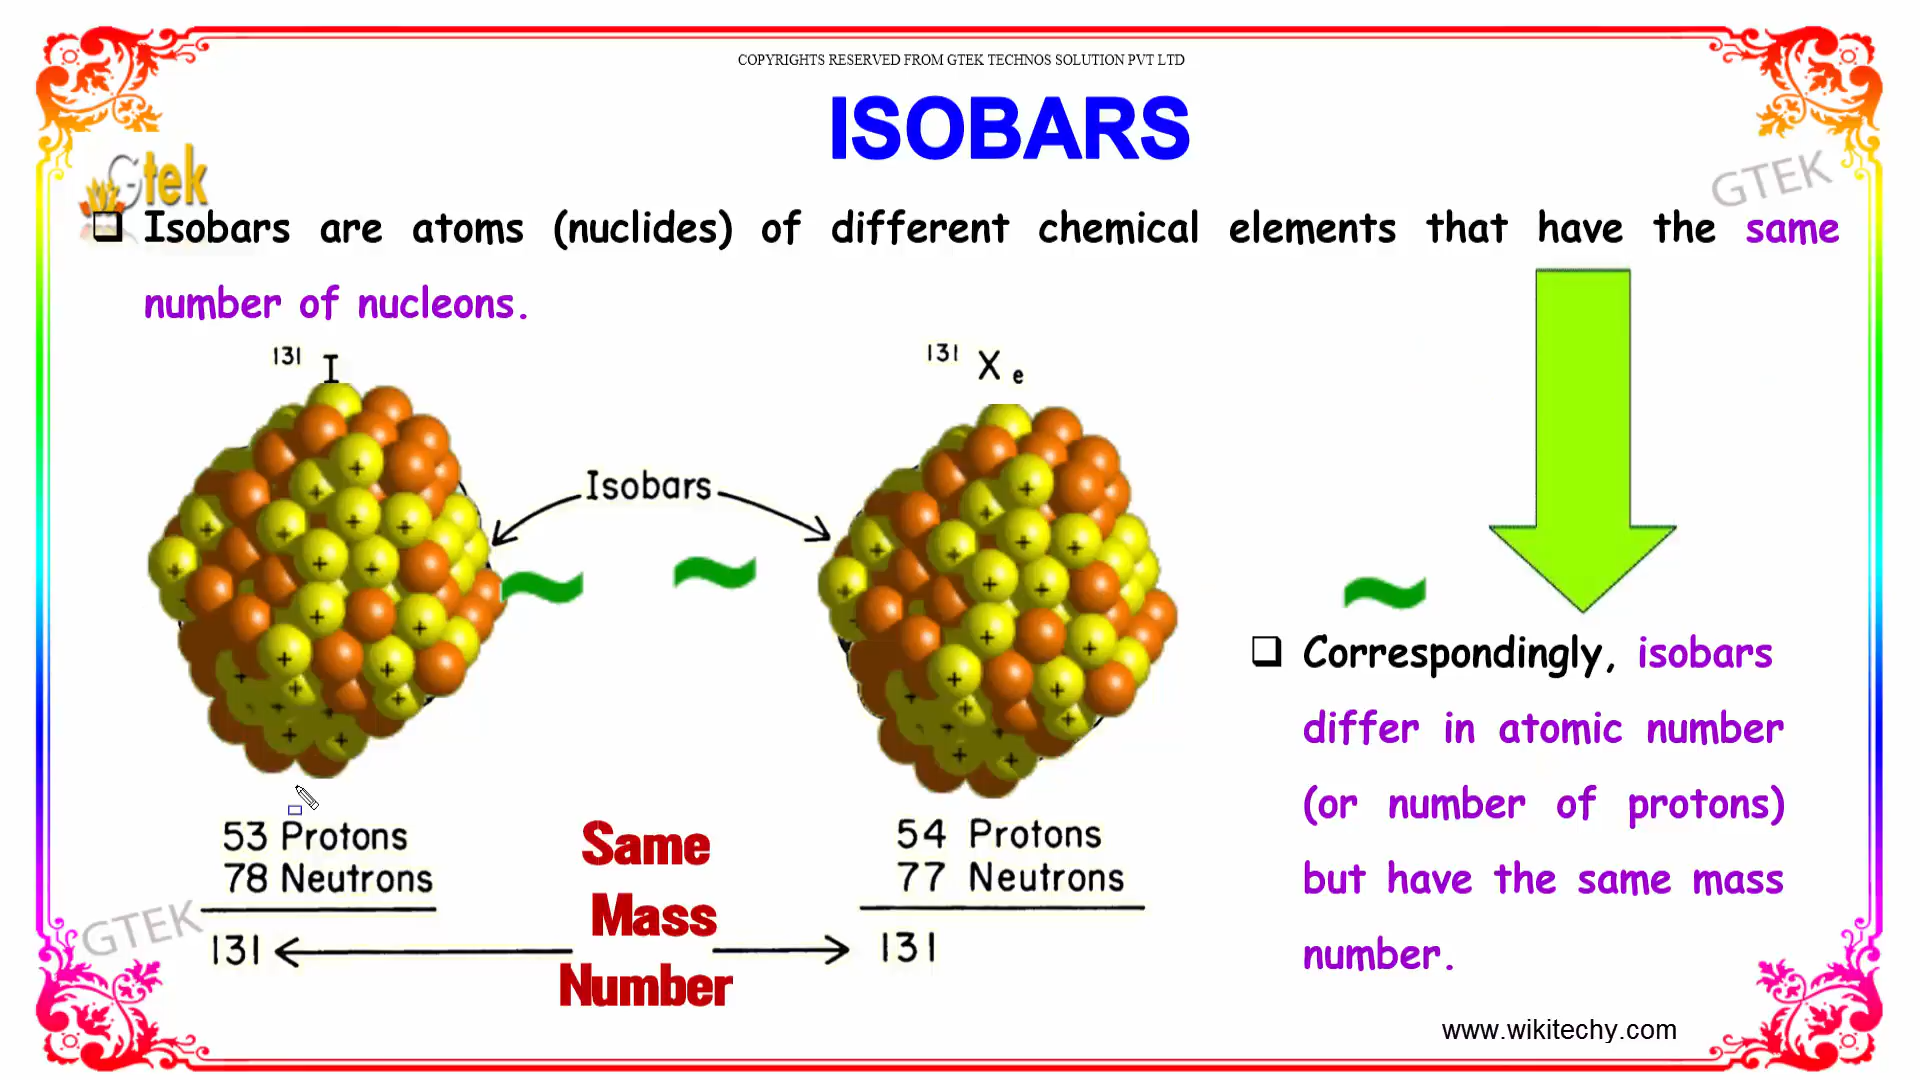 COPYRIGHTS RESERVED FROM GTEK TECHNOS SOLUTION PVT LTD
ISOBARS
Gtek
GTEK
❑ Isobars are atoms (nuclides) of different chemical elements that have the same
number of nucleons.
131 I
131 Xe
Isobars
❑ Correspondingly, isobars
differ in atomic number
(or number of protons)
but have the same mass
number.
53 Protons
78 Neutrons
131
Same
Mass
Number
54 Protons
77 Neutrons
131
GTEK
www.wikitechy.com